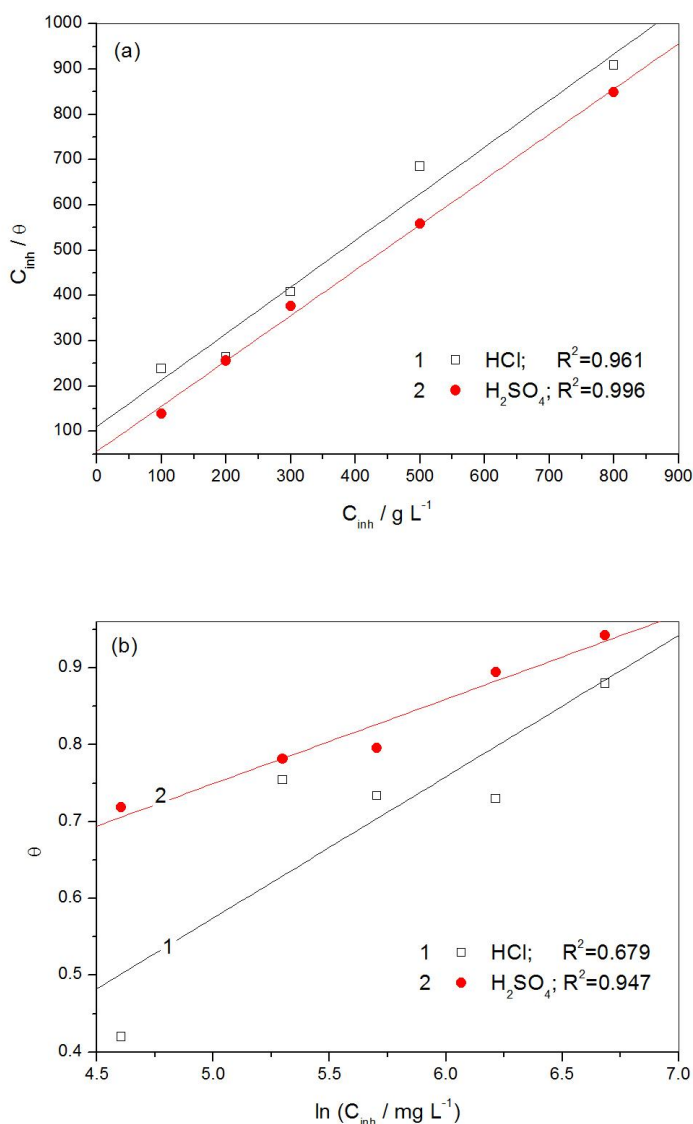 (a)
1000
900
800
700
600
500
400
300
200
100
C_inh / θ
1 HCl; R²=0.961
2 H₂SO₄; R²=0.996
0 100 200 300 400 500 600 700 800 900
C_inh / g L⁻¹
(b)
0.9
0.8
0.7
0.6
0.5
0.4
θ
2
1
1 HCl; R²=0.679
2 H₂SO₄; R²=0.947
4.5 5.0 5.5 6.0 6.5 7.0
ln (C_inh / mg L⁻¹)